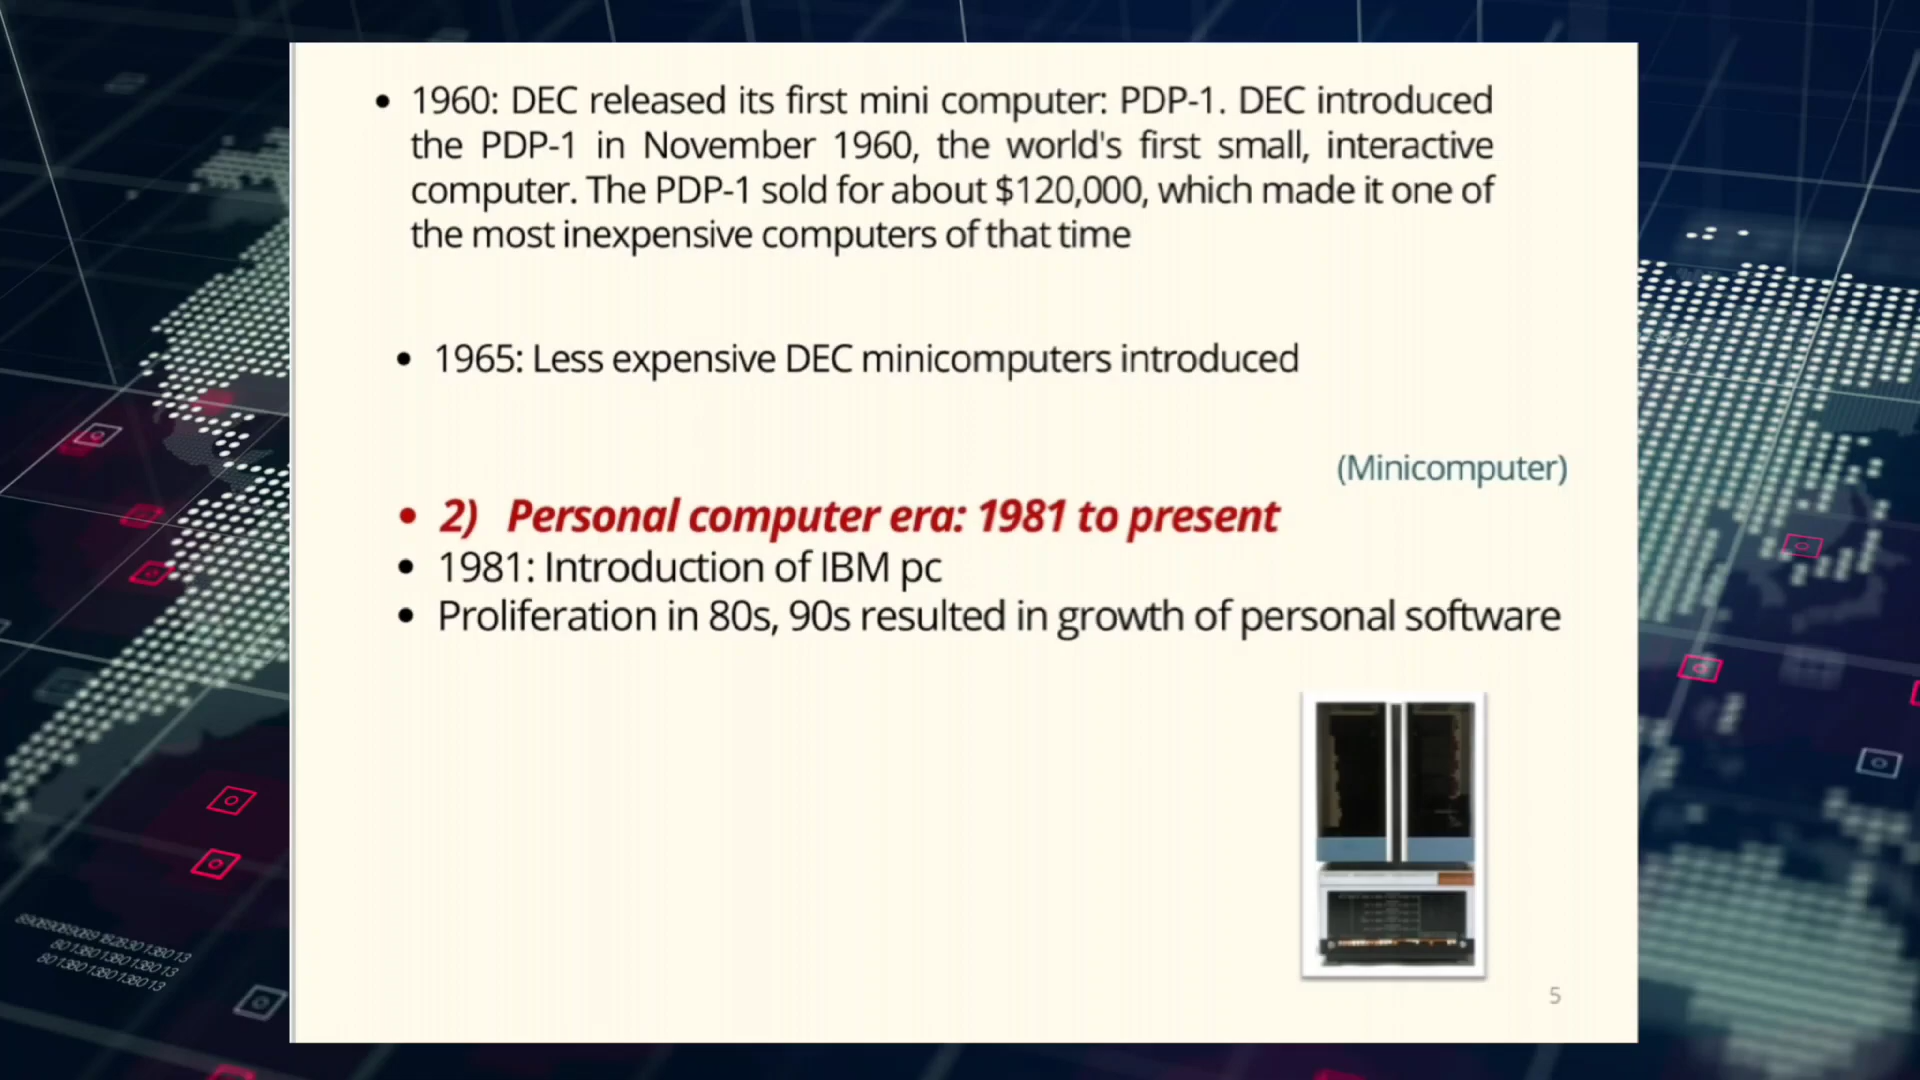 • 1960: DEC released its first mini computer: PDP-1. DEC introduced
the PDP-1 in November 1960, the world's first small, interactive
computer. The PDP-1 sold for about $120,000, which made it one of
the most inexpensive computers of that time
• 1965: Less expensive DEC minicomputers introduced
(Minicomputer)
• 2) Personal computer era: 1981 to present
• 1981: Introduction of IBM pc
• Proliferation in 80s, 90s resulted in growth of personal software
5